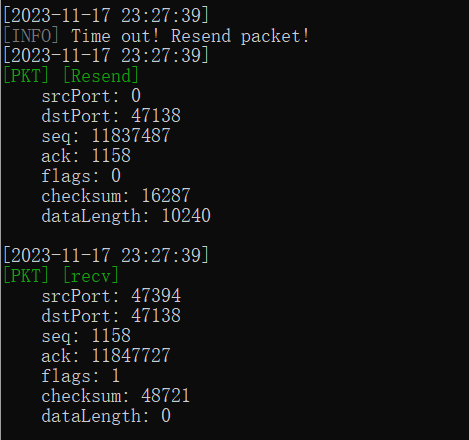 [2023-11-17 23:27:39]
[INFO] Time out! Resend packet!
[2023-11-17 23:27:39]
[PKT] [Resend]
srcPort: 0
dstPort: 47138
seq: 11837487
ack: 1158
flags: 0
checksum: 16287
dataLength: 10240
[2023-11-17 23:27:39]
[PKT] [recv]
srcPort: 47394
dstPort: 47138
seq: 1158
ack: 11847727
flags: 1
checksum: 48721
dataLength: 0